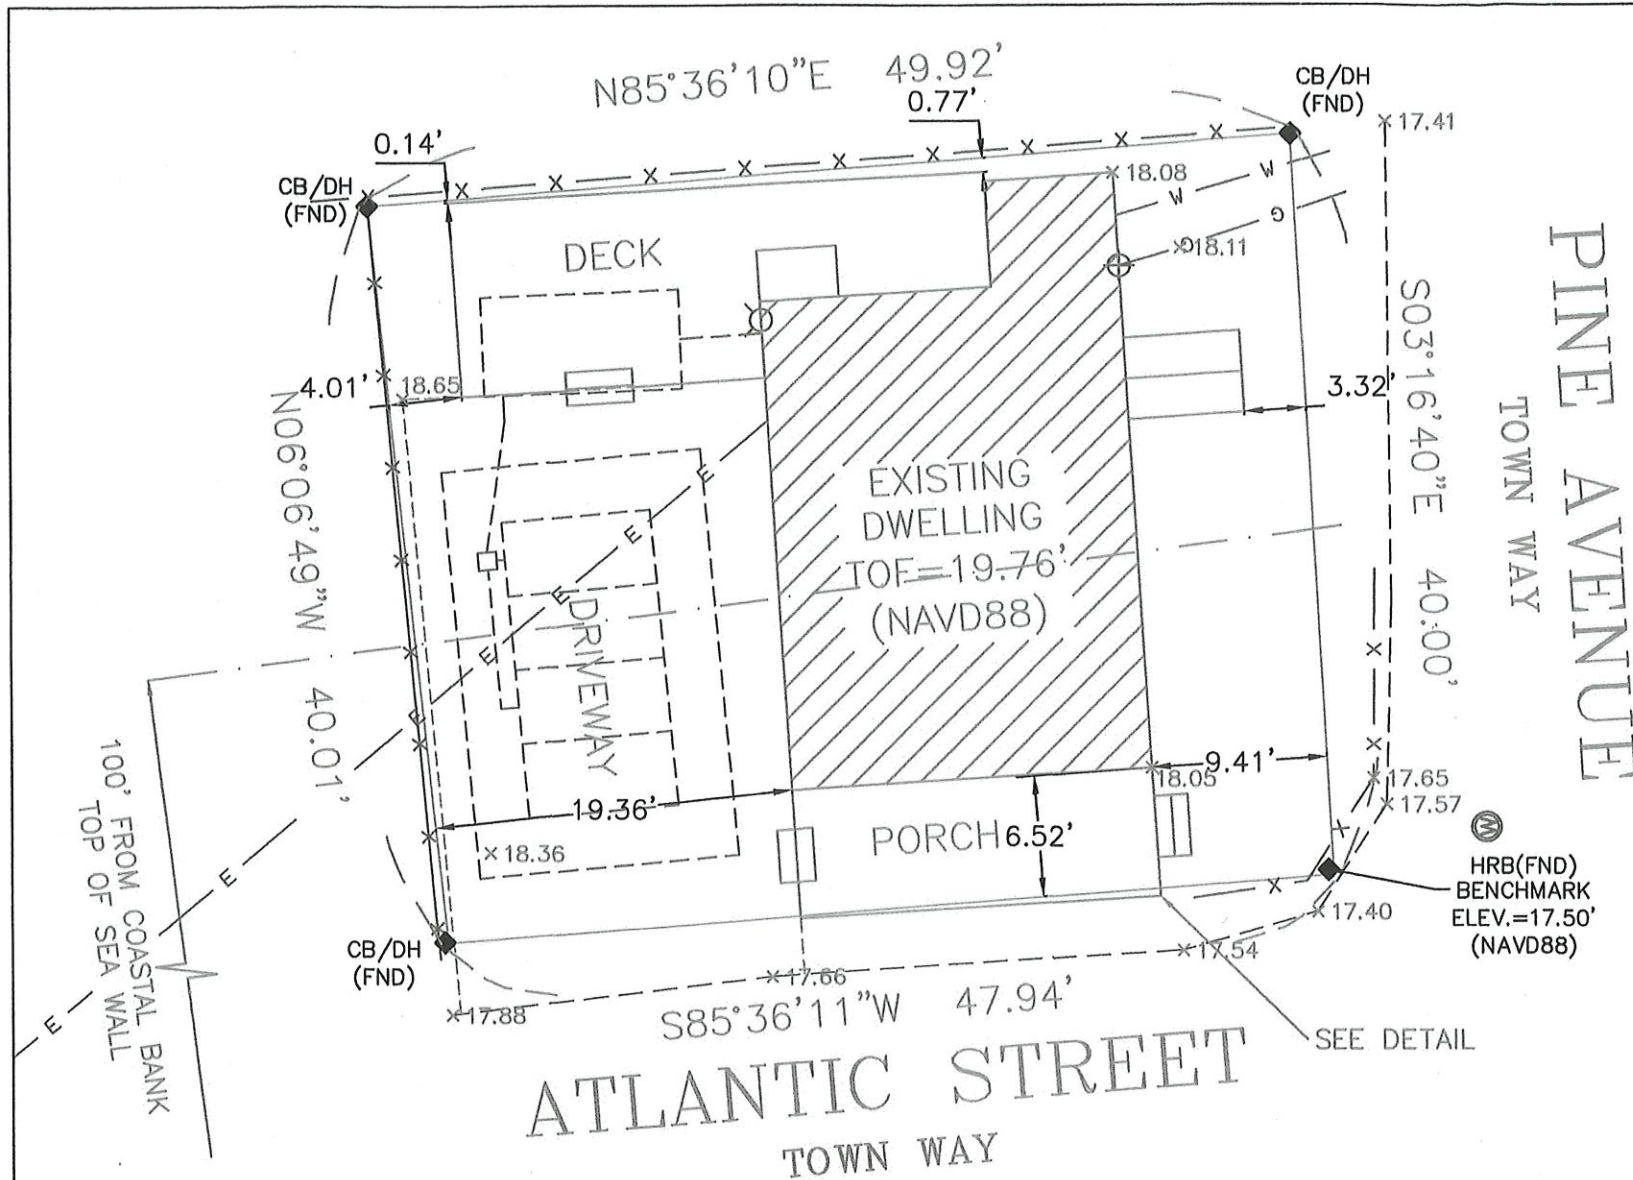 N85°36'10"E 49.92'
0.77'
CB/DH
(FND)
17.41
0.14'
CB/DH
(FND)
18.08
W
W
G
G
18.11
DECK
PINE AVENUE
TOWN WAY
S03°16'40"E 40.00'
4.01'
18.65
3.32'
N06°06'49"W 40.01'
E
E
E
E
E
E
E
EXISTING
DWELLING
TOF=19.76'
(NAVD88)
DRIVEWAY
100' FROM COASTAL BANK
TOP OF SEA WALL
9.41'
18.05
17.65
17.57
19.36'
18.36
PORCH 6.52'
W
HRB(FND)
BENCHMARK
ELEV.=17.50'
(NAVD88)
17.40
CB/DH
(FND)
17.54
17.66
17.88
S85°36'11"W 47.94'
SEE DETAIL
ATLANTIC STREET
TOWN WAY